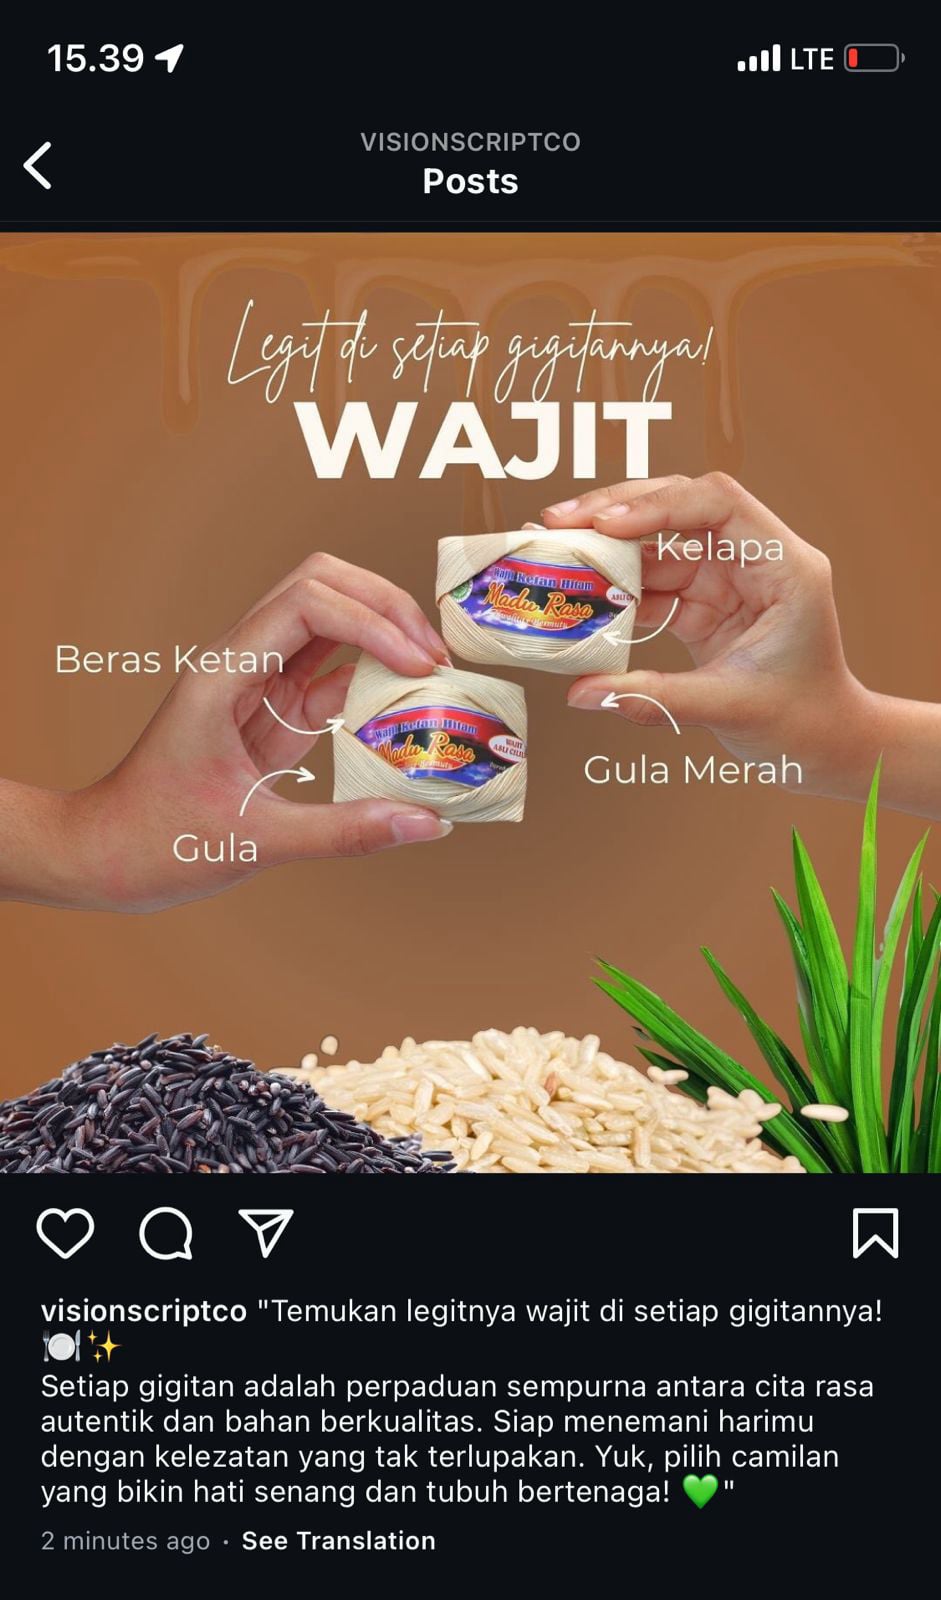 15.39
LTE
VISIONSCRIPTCO
Posts
Legit di setiap gigitannya!
WAJIT
Kelapa
Wajit Ketan Hitam
Madu Rasa
ASLI
Beras Ketan
Wajit Ketan Hitam
Madu Rasa
WAJIT
ASLI
Gula Merah
Gula
visionscriptco "Temukan legitnya wajit di setiap gigitannya!
🍽️✨
Setiap gigitan adalah perpaduan sempurna antara cita rasa
autentik dan bahan berkualitas. Siap menemani harimu
dengan kelezatan yang tak terlupakan. Yuk, pilih camilan
yang bikin hati senang dan tubuh bertenaga! 💚"
2 minutes ago · See Translation